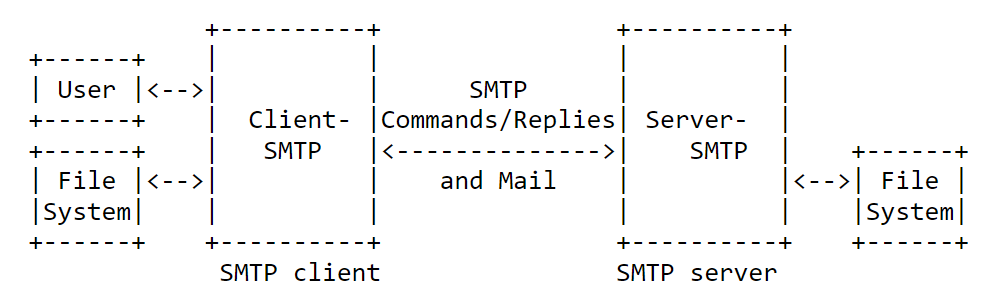 +----------+                +----------+
+------+    |          |                |          |
| User |<-->|          |      SMTP      |          |
+------+    |  Client- |Commands/Replies| Server-  |
+------+    |   SMTP   |<-------------->|    SMTP  |    +------+
| File |<-->|          |    and Mail    |          |<-->| File |
|System|    |          |                |          |    |System|
+------+    +----------+                +----------+    +------+
             SMTP client                SMTP server